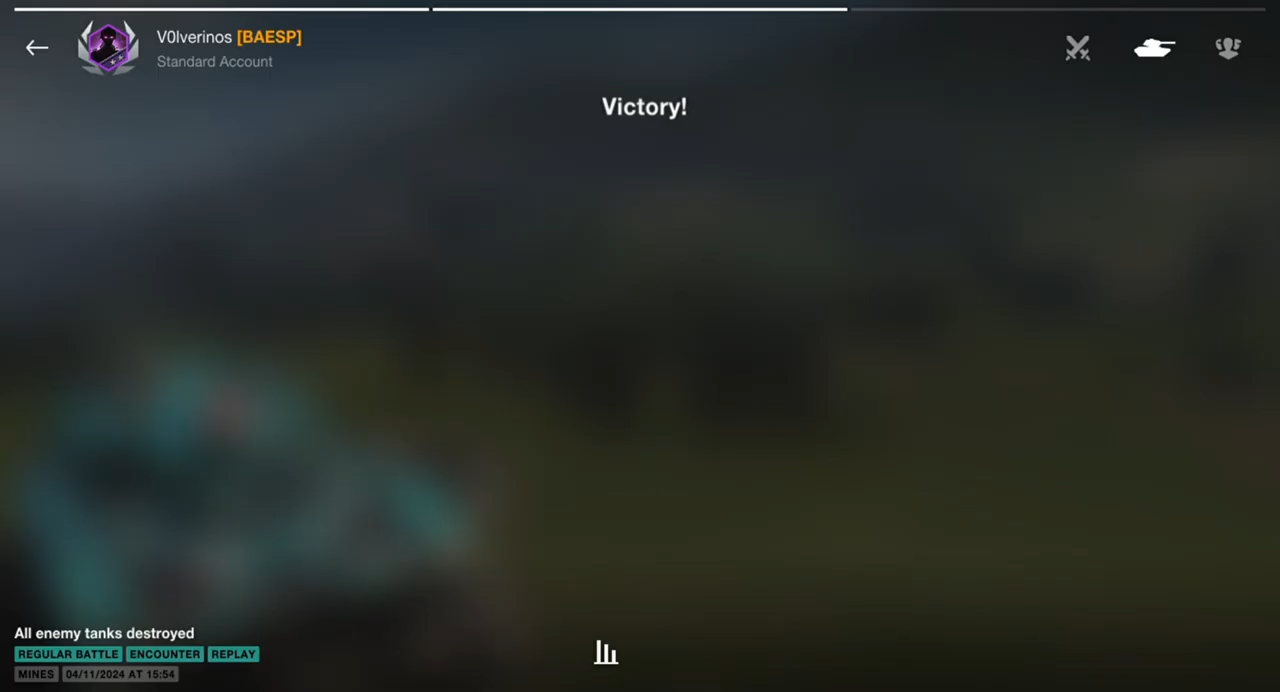 V0lverinos [BAESP]
Standard Account
Victory!
All enemy tanks destroyed
REGULAR BATTLE ENCOUNTER REPLAY
MINES 04/11/2024 AT 15:54